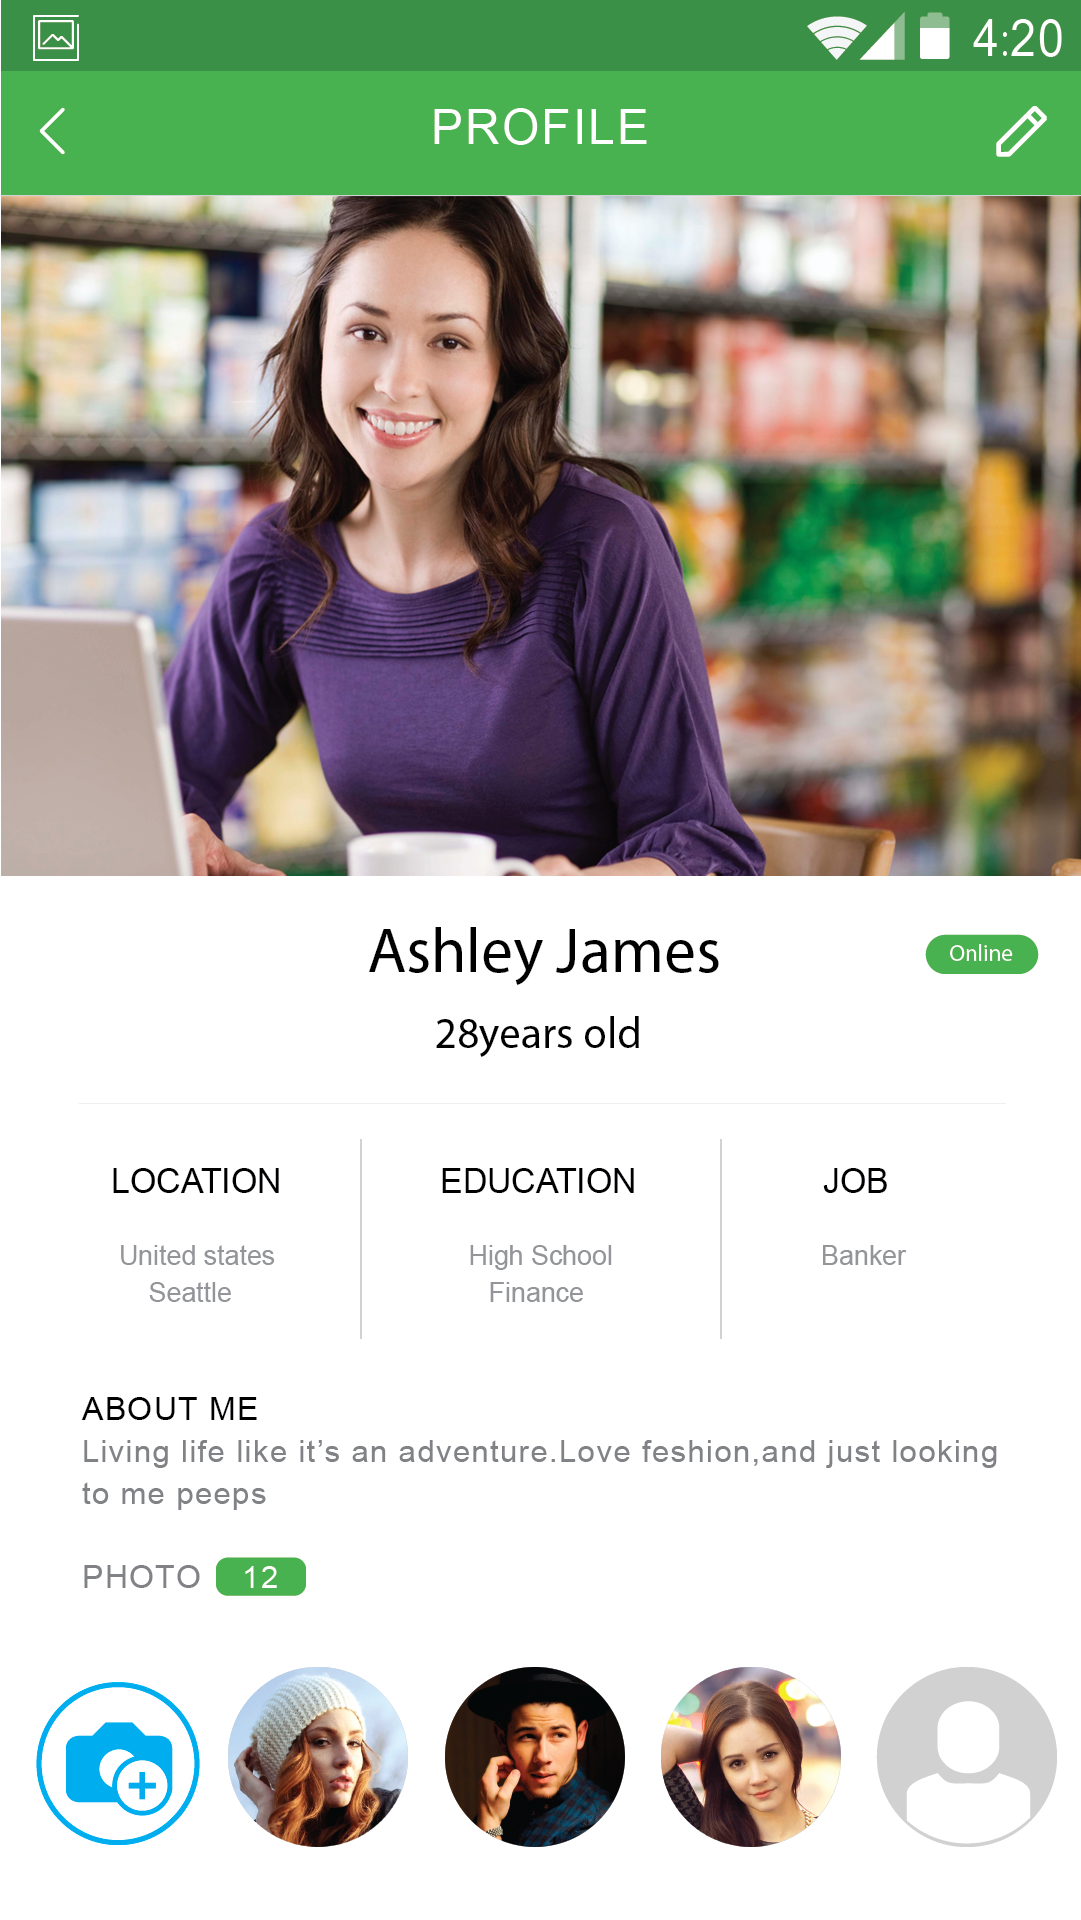 4:20
PROFILE
Ashley James
Online
28years old
LOCATION
EDUCATION
JOB
United states
Seattle
High School
Finance
Banker
ABOUT ME
Living life like it’s an adventure.Love feshion,and just looking
to me peeps
PHOTO 12